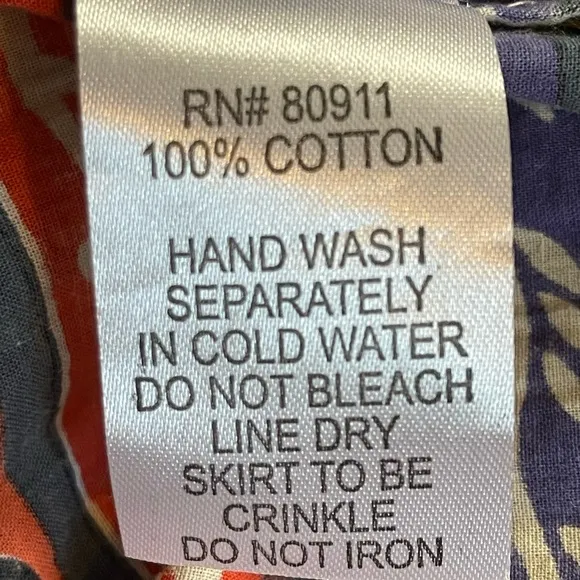 RN# 80911
100% COTTON
HAND WASH
SEPARATELY
IN COLD WATER
DO NOT BLEACH
LINE DRY
SKIRT TO BE
CRINKLE
DO NOT IRON